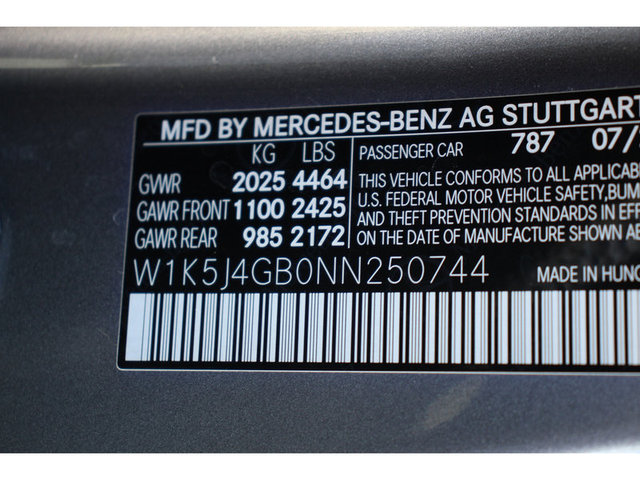 MFD BY MERCEDES-BENZ AG STUTTGART
KG LBS PASSENGER CAR 787 07/
GVWR 2025 4464 THIS VEHICLE CONFORMS TO ALL
GAWR FRONT 1100 2425 U.S. FEDERAL MOTOR VEHICLE SAFETY,
GAWR REAR 985 2172 AND THEFT PREVENTION STANDARDS IN
ON THE DATE OF MANUFACTURE SHOWN
W1K5J4GB0NN250744 MADE IN